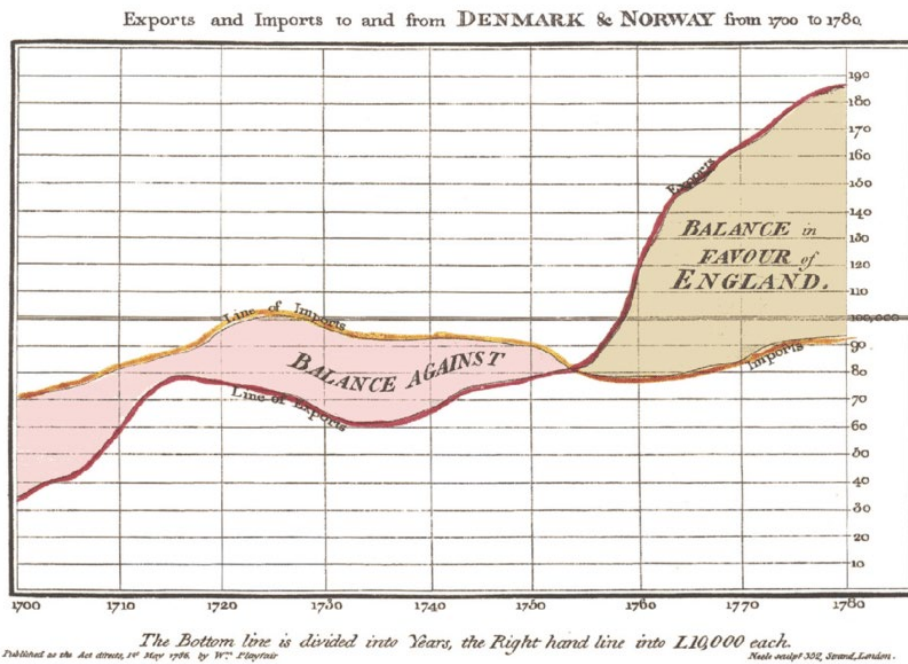 Exports and Imports to and from DENMARK & NORWAY from 1700 to 1780.
190
180
170
160
Exports
150
140
BALANCE in
130
FAVOUR of
120
ENGLAND.
110
Line of Imports
100,000
90
BALANCE AGAINST
Imports
80
Line of Exports
70
60
50
40
30
20
10
1700 1710 1720 1730 1740 1750 1760 1770 1780
The Bottom line is divided into Years, the Right hand line into L10,000 each.
Published as the Act directs, 1st May 1786. by Wm. Playfair
Neele sculpt 352, Strand, London.